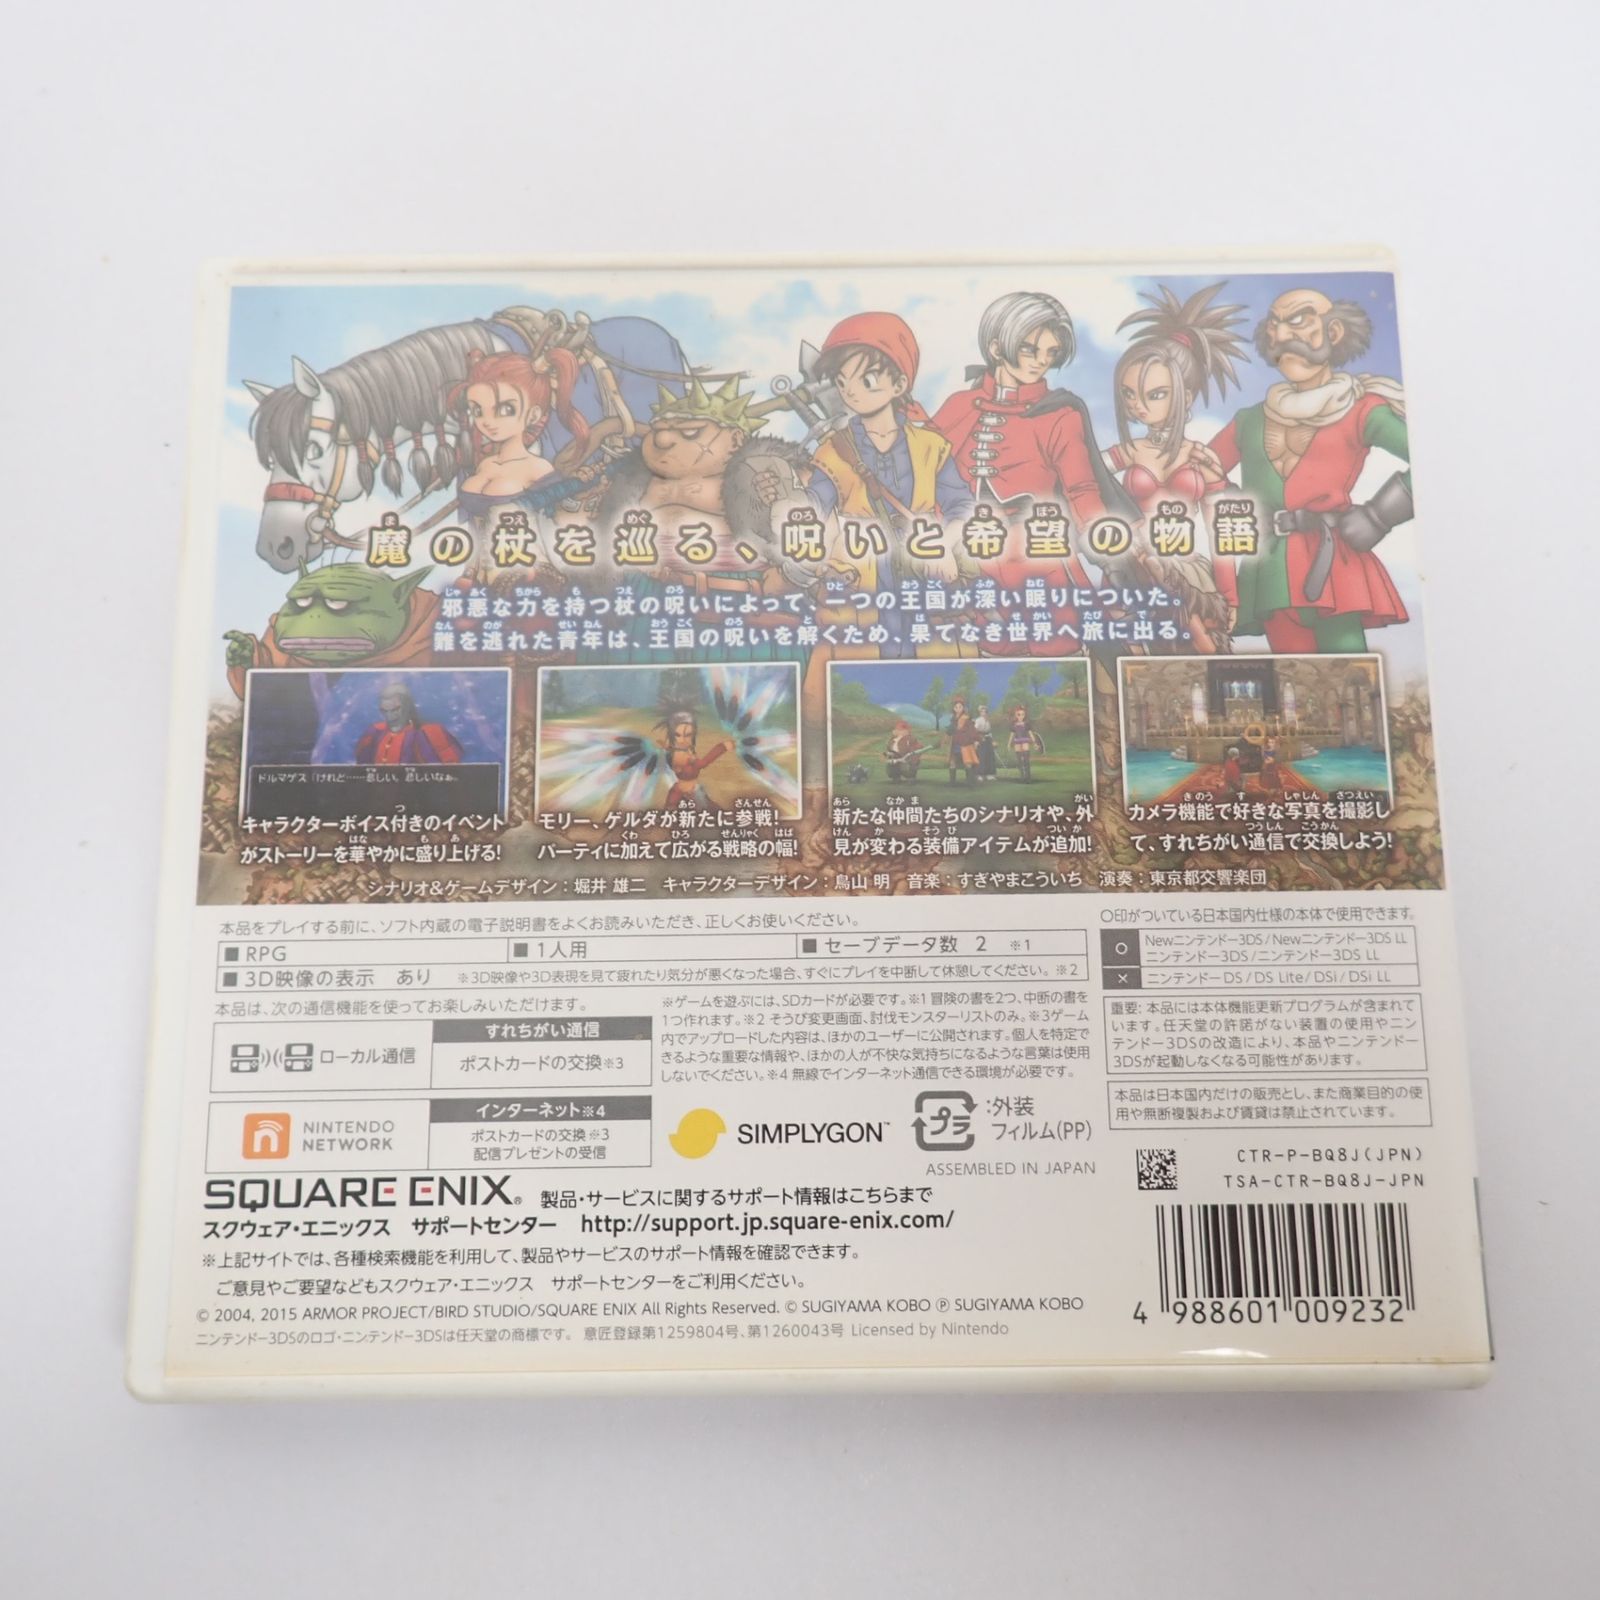 魔の杖を巡る、呪いと希望の物語
邪悪な力を持つ杖の呪いによって、一つの王国が深い眠りについた。
難を逃れた青年は、王国の呪いを解くため、果てなき世界へ旅に出る。
ドルマゲス「けれど……悲しい。悲しいなぁ。
キャラクターボイス付きのイベント
がストーリーを華やかに盛り上げる!
モリー、ゲルダが新たに参戦!
パーティに加えて広がる戦略の幅!
新たな仲間たちのシナリオや、外
見が変わる装備アイテムが追加!
カメラ機能で好きな写真を撮影し
て、すれちがい通信で交換しよう!
シナリオ&ゲームデザイン:堀井 雄二 キャラクターデザイン:鳥山 明 音楽:すぎやまこういち 演奏:東京都交響楽団
本品をプレイする前に、ソフト内蔵の電子説明書をよくお読みいただき、正しくお使いください。
■RPG ■1人用 ■セーブデータ数 2 ※1
■3D映像の表示 あり ※3D映像や3D表現を見て疲れたり気分が悪くなった場合、すぐにプレイを中断して休憩してください。※2
本品は、次の通信機能を使ってお楽しみいただけます。
ローカル通信
すれちがい通信
ポストカードの交換※3
NINTENDO
NETWORK
インターネット※4
ポストカードの交換※3
配信プレゼントの受信
※ゲームを遊ぶには、SDカードが必要です。※1 冒険の書を2つ、中断の書を
1つ作れます。※2 そうび変更画面、討伐モンスターリストのみ。※3ゲーム
内でアップロードした内容は、ほかのユーザーに公開されます。個人を特定で
きるような重要な情報や、ほかの人が不快な気持ちになるような言葉は使用
しないでください。※4 無線でインターネット通信できる環境が必要です。
SIMPLYGON™
プラ
:外装
フィルム(PP)
ASSEMBLED IN JAPAN
○印がついている日本国内仕様の本体で使用できます。
○ Newニンテンドー3DS/Newニンテンドー3DS LL
ニンテンドー3DS/ニンテンドー3DS LL
× ニンテンドーDS/DS Lite/DSi/DSi LL
重要:本品には本体機能更新プログラムが含まれて
います。任天堂の許諾がない装置の使用やニン
テンドー3DSの改造により、本品やニンテンドー
3DSが起動しなくなる可能性があります。
本品は日本国内だけの販売とし、また商業目的の使
用や無断複製および賃貸は禁止されています。
CTR-P-BQ8J(JPN)
TSA-CTR-BQ8J-JPN
SQUARE ENIX® 製品・サービスに関するサポート情報はこちらまで
スクウェア・エニックス サポートセンター http://support.jp.square-enix.com/
※上記サイトでは、各種検索機能を利用して、製品やサービスのサポート情報を確認できます。
ご意見やご要望などもスクウェア・エニックス サポートセンターをご利用ください。
© 2004, 2015 ARMOR PROJECT/BIRD STUDIO/SQUARE ENIX All Rights Reserved. © SUGIYAMA KOBO ℗ SUGIYAMA KOBO
ニンテンドー3DSのロゴ・ニンテンドー3DSは任天堂の商標です。 意匠登録第1259804号、第1260043号 Licensed by Nintendo
4 988601 009232